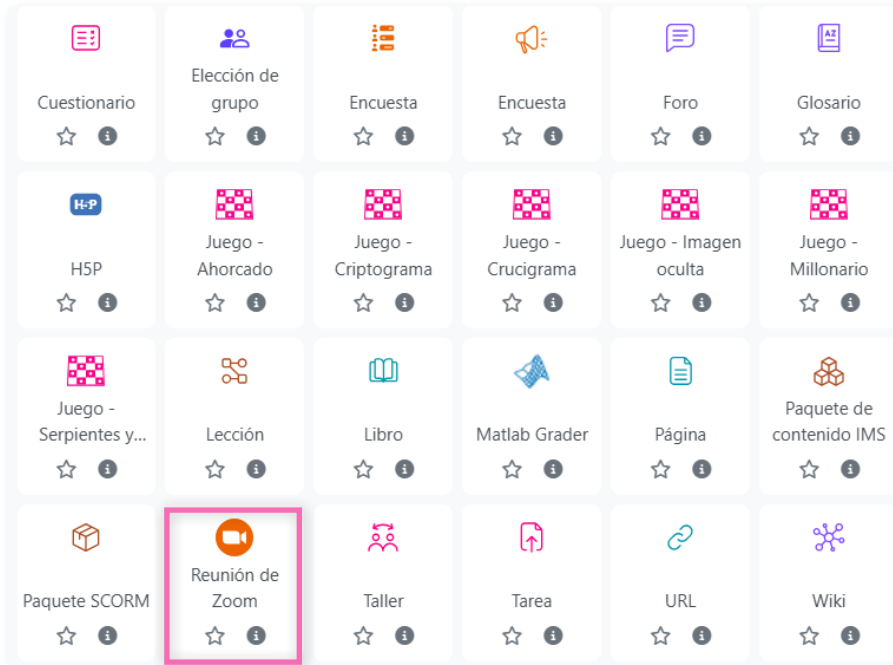 Cuestionario
Elección de
grupo
Encuesta
Encuesta
Foro
AZ
Glosario
H-P
H5P
Juego -
Ahorcado
Juego -
Criptograma
Juego -
Crucigrama
Juego - Imagen
oculta
Juego -
Millonario
Juego -
Serpientes y...
Lección
Libro
Matlab Grader
Página
Paquete de
contenido IMS
Paquete SCORM
Reunión de
Zoom
Taller
Tarea
URL
Wiki